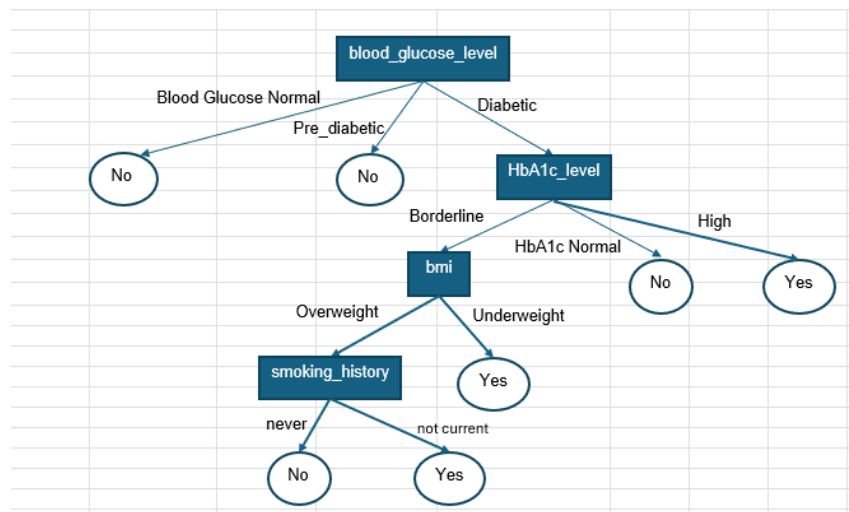 blood_glucose_level
Blood Glucose Normal
Pre_diabetic
Diabetic
No
No
HbA1c_level
Borderline
HbA1c Normal
High
bmi
No
Yes
Overweight
Underweight
smoking_history
Yes
never
not current
No
Yes